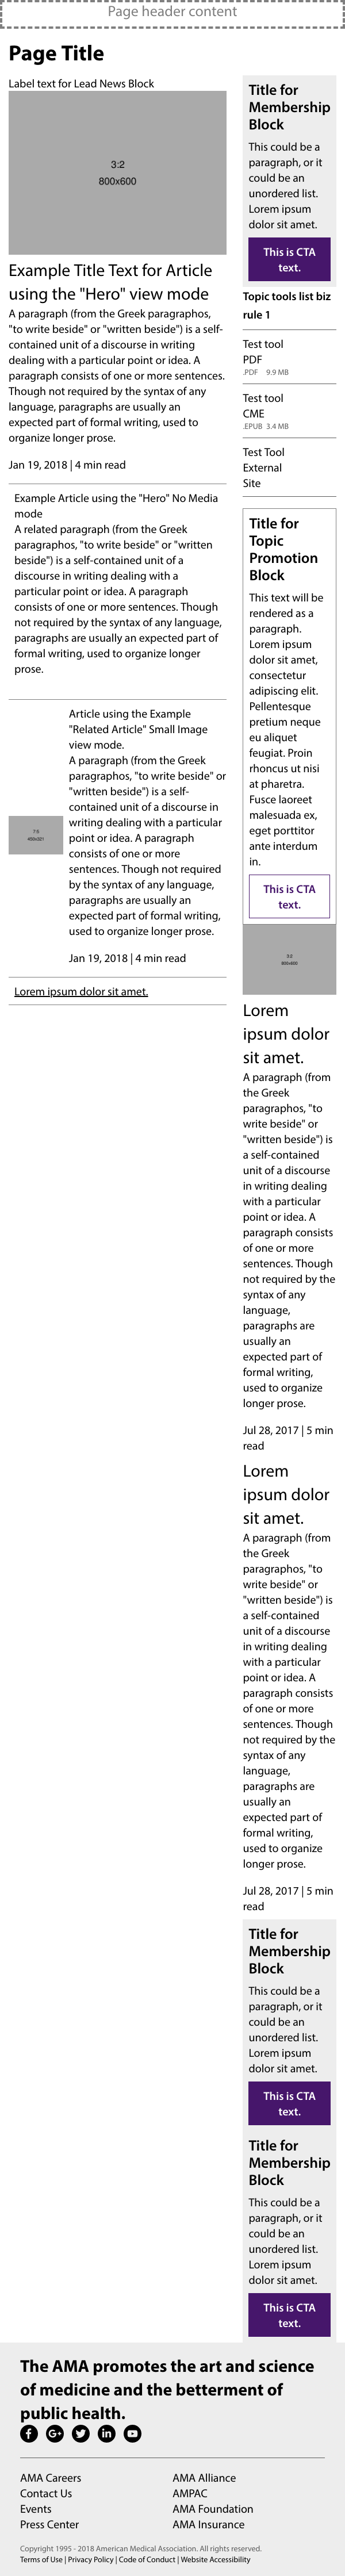 Page header content
Page Title
Label text for Lead News Block
3:2
800x600
Example Title Text for Article
using the "Hero" view mode
A paragraph (from the Greek paragraphos,
"to write beside" or "written beside") is a self-
contained unit of a discourse in writing
dealing with a particular point or idea. A
paragraph consists of one or more sentences.
Though not required by the syntax of any
language, paragraphs are usually an
expected part of formal writing, used to
organize longer prose.
Jan 19, 2018 | 4 min read
Example Article using the "Hero" No Media
mode
A related paragraph (from the Greek
paragraphos, "to write beside" or "written
beside") is a self-contained unit of a
discourse in writing dealing with a
particular point or idea. A paragraph
consists of one or more sentences. Though
not required by the syntax of any language,
paragraphs are usually an expected part of
formal writing, used to organize longer
prose.
Article using the Example
"Related Article" Small Image
view mode.
A paragraph (from the Greek
paragraphos, "to write beside" or
"written beside") is a self-
contained unit of a discourse in
writing dealing with a particular
point or idea. A paragraph
consists of one or more
sentences. Though not required
by the syntax of any language,
paragraphs are usually an
expected part of formal writing,
used to organize longer prose.
Jan 19, 2018 | 4 min read
Lorem ipsum dolor sit amet.
Title for
Membership
Block
This could be a
paragraph, or it
could be an
unordered list.
Lorem ipsum
dolor sit amet.
This is CTA
text.
Topic tools list biz
rule 1
Test tool
PDF
.PDF 9.9 MB
Test tool
CME
.EPUB 3.4 MB
Test Tool
External
Site
Title for
Topic
Promotion
Block
This text will be
rendered as a
paragraph.
Lorem ipsum
dolor sit amet,
consectetur
adipiscing elit.
Pellentesque
pretium neque
eu aliquet
feugiat. Proin
rhoncus ut nisi
at pharetra.
Fusce laoreet
malesuada ex,
eget porttitor
ante interdum
in.
This is CTA
text.
3:2
800x600
Lorem
ipsum dolor
sit amet.
A paragraph (from
the Greek
paragraphos, "to
write beside" or
"written beside") is
a self-contained
unit of a discourse
in writing dealing
with a particular
point or idea. A
paragraph consists
of one or more
sentences. Though
not required by the
syntax of any
language,
paragraphs are
usually an
expected part of
formal writing,
used to organize
longer prose.
Jul 28, 2017 | 5 min
read
Lorem
ipsum dolor
sit amet.
A paragraph (from
the Greek
paragraphos, "to
write beside" or
"written beside") is
a self-contained
unit of a discourse
in writing dealing
with a particular
point or idea. A
paragraph consists
of one or more
sentences. Though
not required by the
syntax of any
language,
paragraphs are
usually an
expected part of
formal writing,
used to organize
longer prose.
Jul 28, 2017 | 5 min
read
Title for
Membership
Block
This could be a
paragraph, or it
could be an
unordered list.
Lorem ipsum
dolor sit amet.
This is CTA
text.
Title for
Membership
Block
This could be a
paragraph, or it
could be an
unordered list.
Lorem ipsum
dolor sit amet.
This is CTA
text.
The AMA promotes the art and science
of medicine and the betterment of
public health.
AMA Careers
Contact Us
Events
Press Center
AMA Alliance
AMPAC
AMA Foundation
AMA Insurance
Copyright 1995 - 2018 American Medical Association. All rights reserved.
Terms of Use | Privacy Policy | Code of Conduct | Website Accessibility